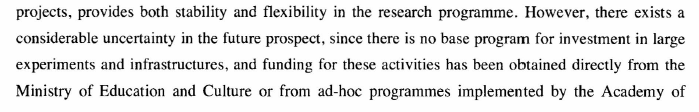 projects, provides both stability and flexibility in the research programme. However, there exists a
considerable uncertainty in the future prospect, since there is no base program for investment in large
experiments and infrastructures, and funding for these activities has been obtained directly from the
Ministry of Education and Culture or from ad-hoc programmes implemented by the Academy of